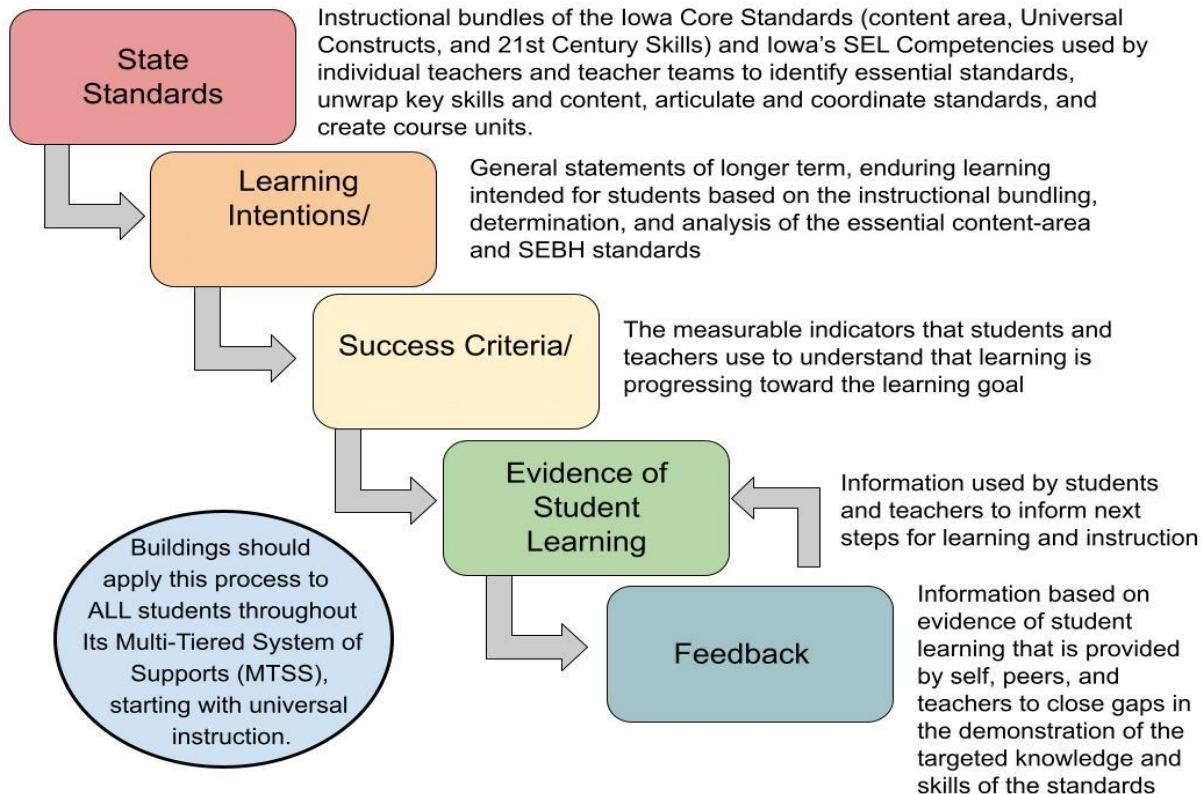 State
Standards
Instructional bundles of the Iowa Core Standards (content area, Universal
Constructs, and 21st Century Skills) and Iowa's SEL Competencies used by
individual teachers and teacher teams to identify essential standards,
unwrap key skills and content, articulate and coordinate standards, and
create course units.
Learning
Intentions/
General statements of longer term, enduring learning
intended for students based on the instructional bundling,
determination, and analysis of the essential content-area
and SEBH standards
Success Criteria/
The measurable indicators that students and
teachers use to understand that learning is
progressing toward the learning goal
Evidence of
Student
Learning
Information used by students
and teachers to inform next
steps for learning and instruction
Buildings should
apply this process to
ALL students throughout
Its Multi-Tiered System of
Supports (MTSS),
starting with universal
instruction.
Feedback
Information based on
evidence of student
learning that is provided
by self, peers, and
teachers to close gaps in
the demonstration of the
targeted knowledge and
skills of the standards